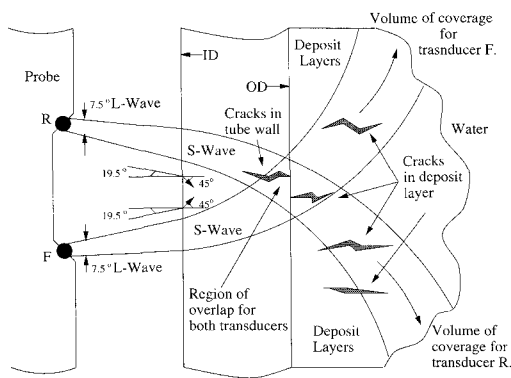 Volume of coverage
for
trasnducer F.
Deposit
Layers
ID
Probe
OD
R
7.5° L-Wave
Cracks in
tube wall
Water
S-Wave
Cracks
in deposit
layer
19.5°
45°
45°
19.5°
S-Wave
F
7.5° L-Wave
Region of
overlap for
both transducers
Deposit
Layers
Volume of
coverage for
transducer R.